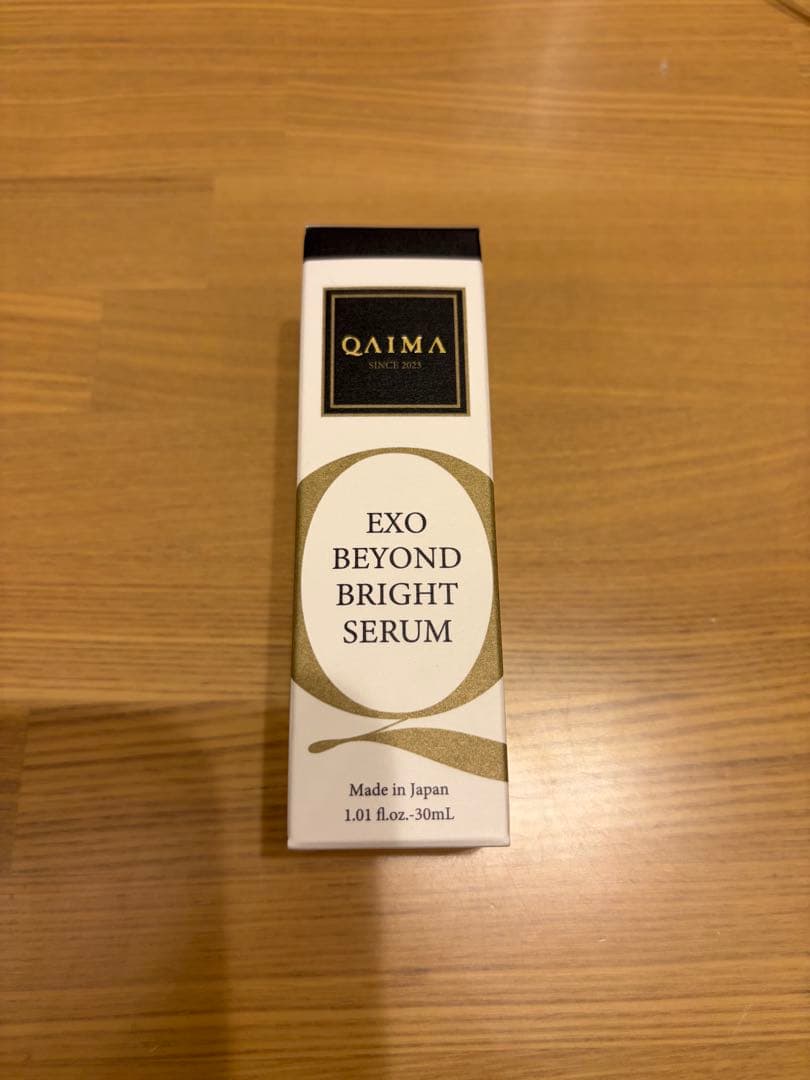 QAIMA
SINCE 2023
EXO
BEYOND
BRIGHT
SERUM
Made in Japan
1.01 fl.oz.-30mL